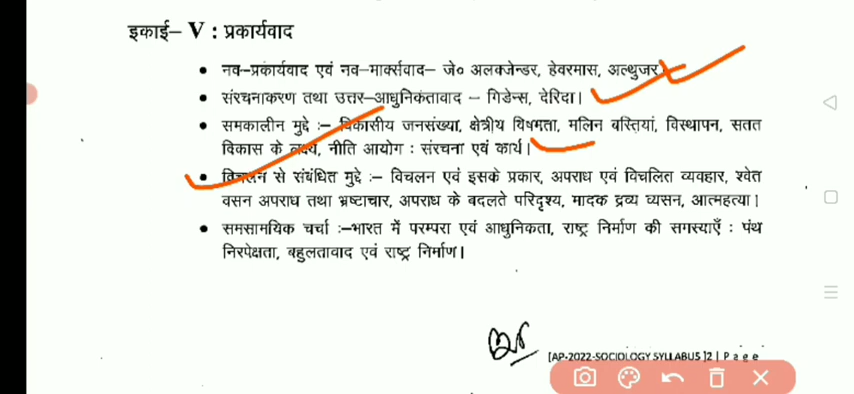 इकाई– V : प्रकार्यवाद
• नव–प्रकार्यवाद एवं नव–मार्क्सवाद– जे० अलक्जेन्डर, हेवरमास, अल्थुजर
• संरचनाकरण तथा उत्तर–आधुनिकतावाद – गिडेन्स, देरिदा।
• समकालीन मुद्दे :– विकासीय जनसंख्या, क्षेत्रीय विषमता, मलिन बस्तियां, विस्थापन, सतत
विकास के लक्ष्य, नीति आयोग : संरचना एवं कार्य।
• विचलन से संबंधित मुद्दे :– विचलन एवं इसके प्रकार, अपराध एवं विचलित व्यवहार, श्वेत
वसन अपराध तथा भ्रष्टाचार, अपराध के बदलते परिदृश्य, मादक द्रव्य व्यसन, आत्महत्या।
• समसामयिक चर्चा :–भारत में परम्परा एवं आधुनिकता, राष्ट्र निर्माण की समस्याएँ : पंथ
निरपेक्षता, बहुलतावाद एवं राष्ट्र निर्माण।
[AP-2022-SOCIOLOGY SYLLABUS ]2 | P a g e